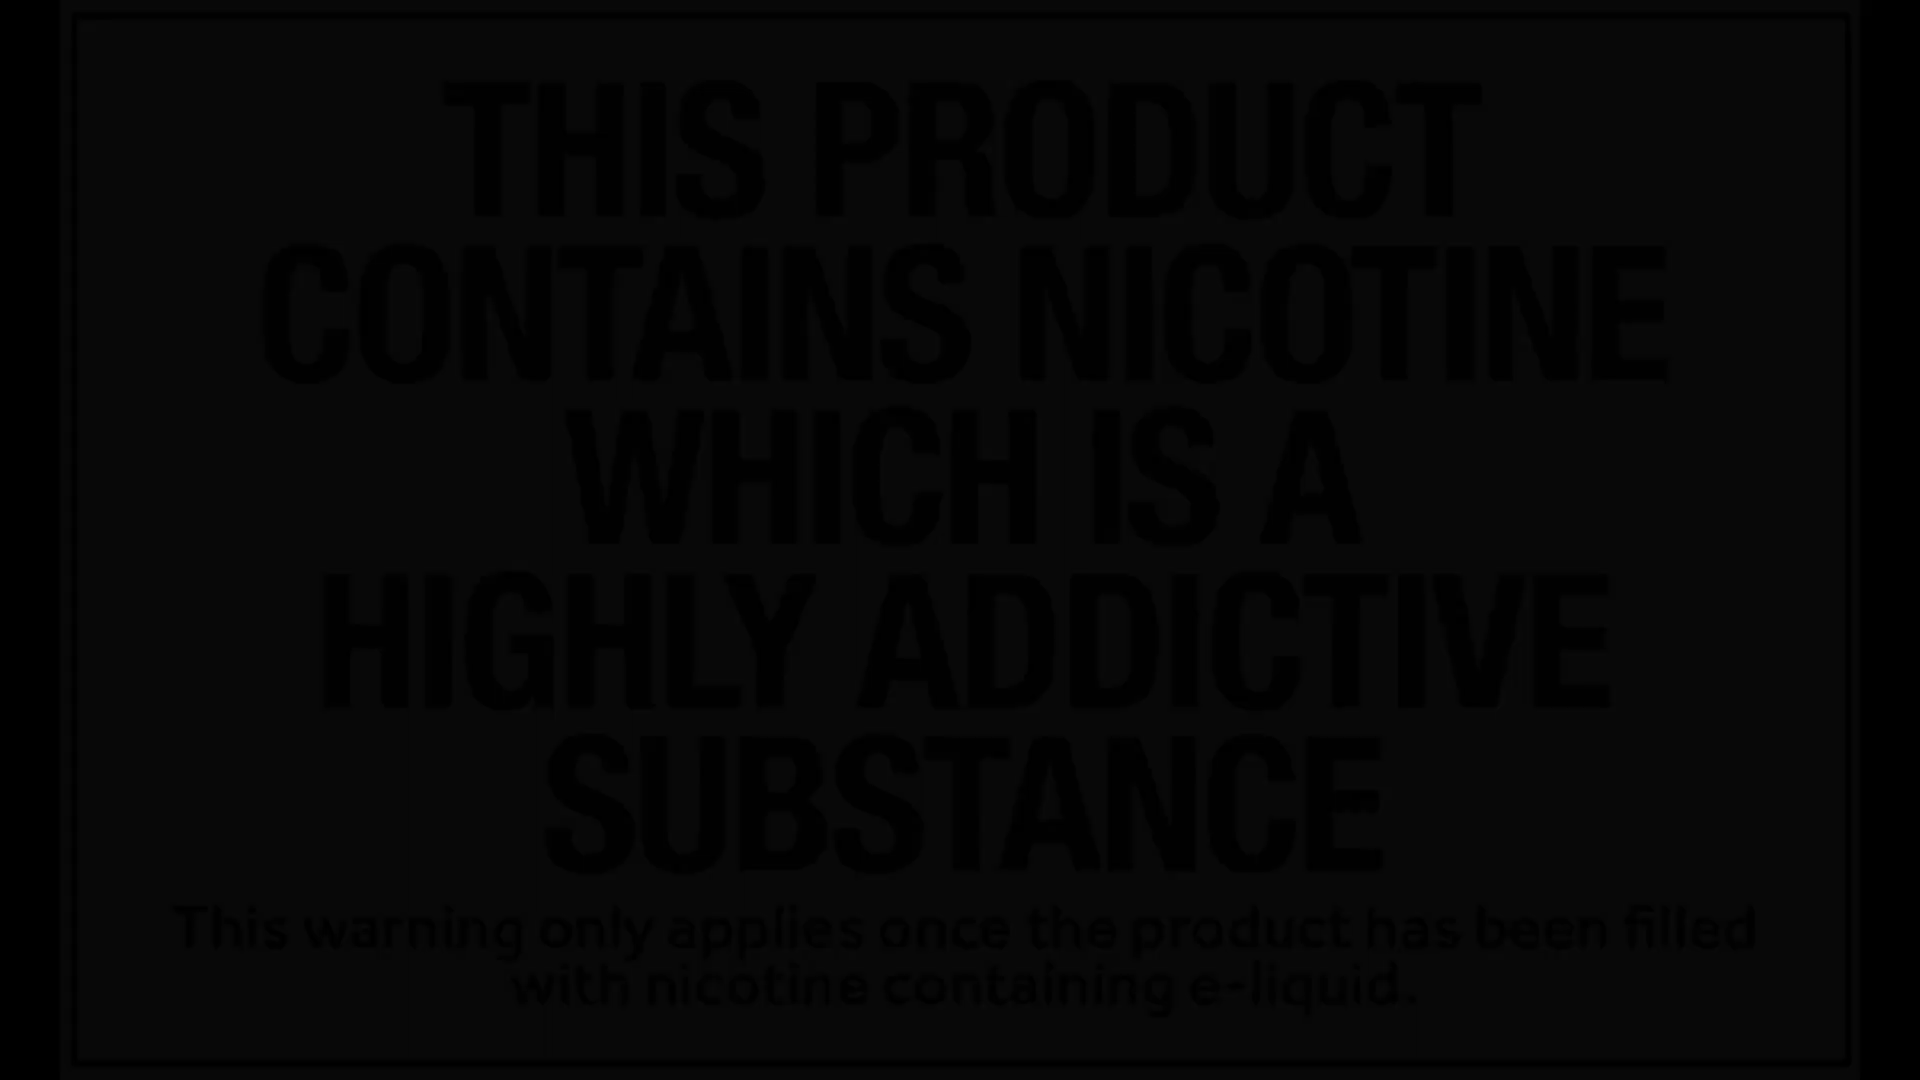 THIS PRODUCT
CONTAINS NICOTINE
WHICH IS A
HIGHLY ADDICTIVE
SUBSTANCE
This warning only applies once the product has been filled
with nicotine containing e-liquid.